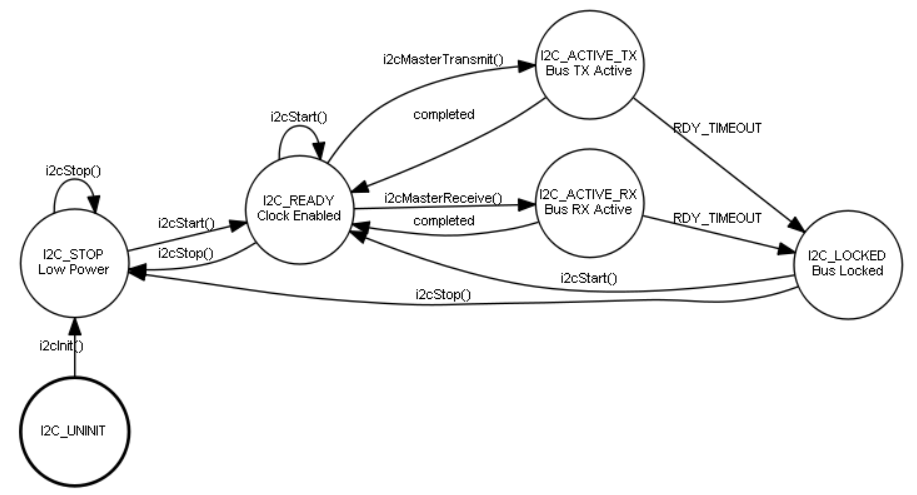 I2C_ACTIVE_TX
Bus TX Active
i2cMasterTransmit()
completed
RDY_TIMEOUT
i2cStart()
i2cStop()
I2C_READY
Clock Enabled
i2cMasterReceive()
completed
I2C_ACTIVE_RX
Bus RX Active
RDY_TIMEOUT
i2cStart()
i2cStop()
I2C_STOP
Low Power
I2C_LOCKED
Bus Locked
i2cStart()
i2cStop()
i2cInit()
I2C_UNINIT